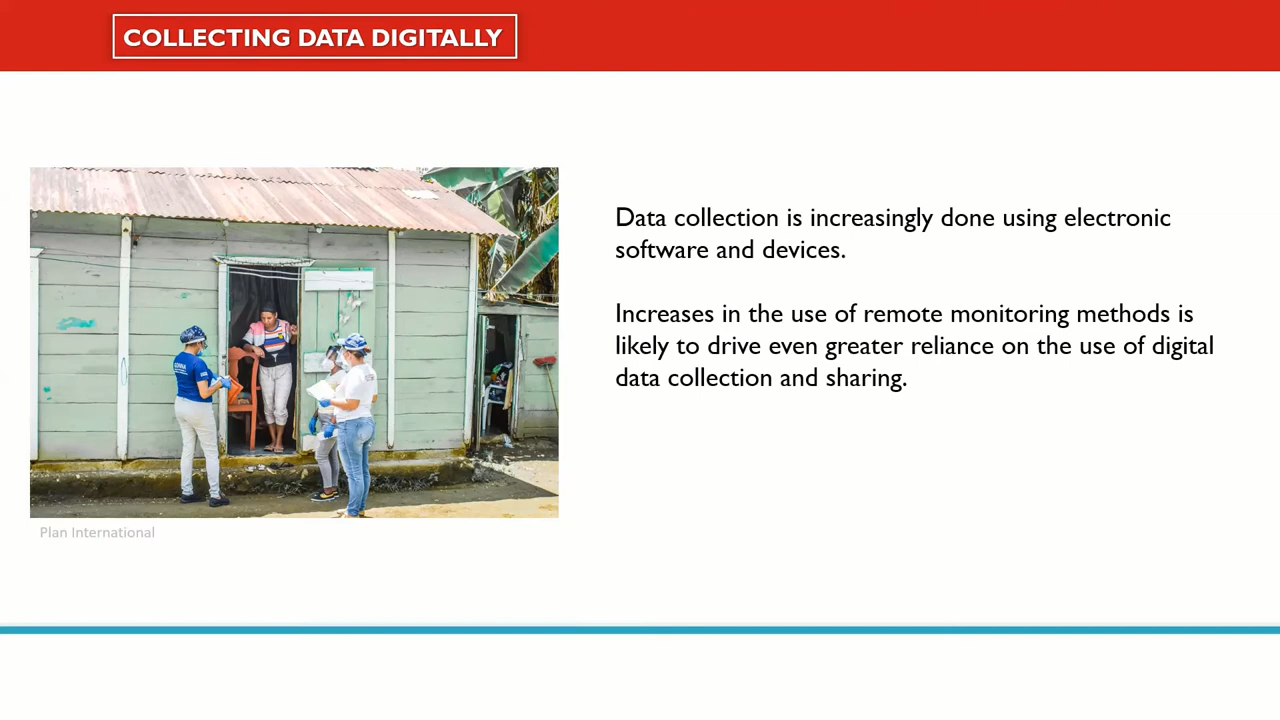 COLLECTING DATA DIGITALLY
Data collection is increasingly done using electronic
software and devices.
Increases in the use of remote monitoring methods is
likely to drive even greater reliance on the use of digital
data collection and sharing.
Plan International